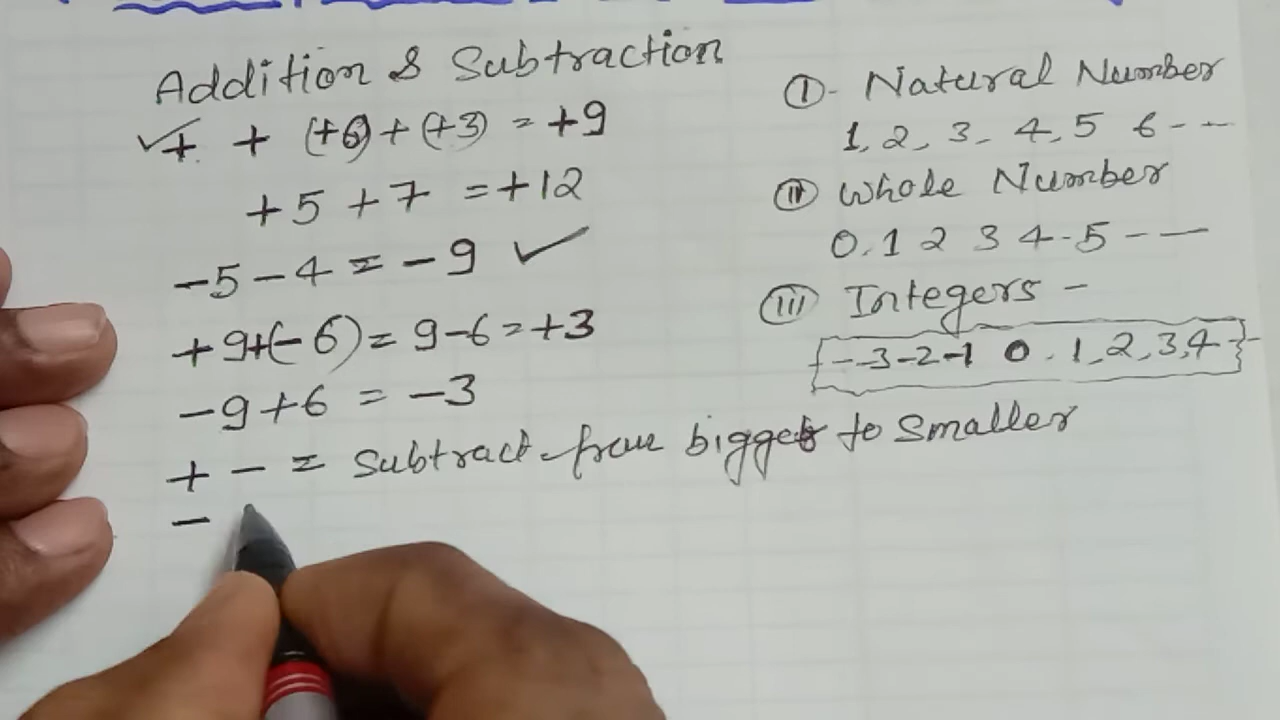 Addition & Subtraction
+ + (+6) + (+3) = +9
+5 + 7 = +12
-5 - 4 = -9
+9+(-6) = 9-6 = +3
-9+6 = -3
+ - = Subtract from bigger to Smaller
-
I - Natural Number
1, 2, 3, 4, 5 6 - -
II Whole Number
0, 1 2 3 4 - 5 - -
III Integers -
{--3-2-1 0, 1, 2, 3, 4-}-